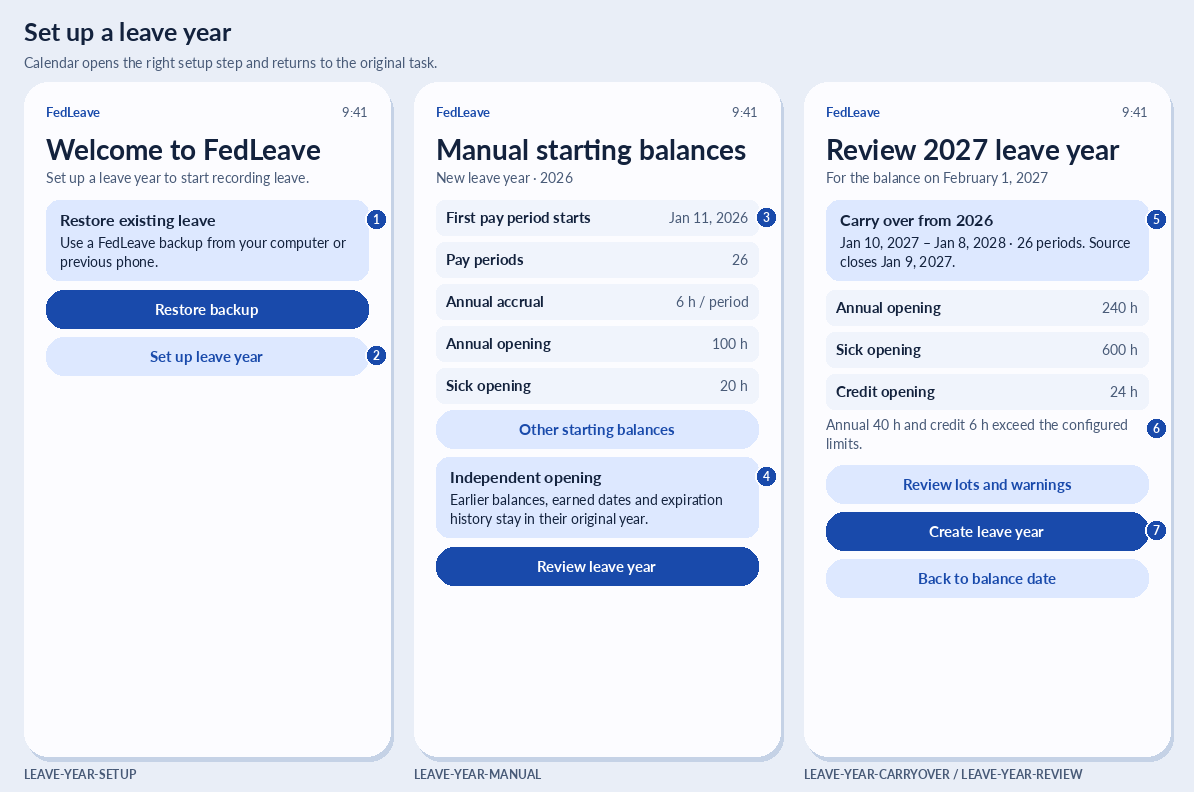 Set up a leave year
Calendar opens the right setup step and returns to the original task.
FedLeave 9:41
Welcome to FedLeave
Set up a leave year to start recording leave.
Restore existing leave
1
Use a FedLeave backup from your computer or
previous phone.
Restore backup
Set up leave year
2
LEAVE-YEAR-SETUP
FedLeave 9:41
Manual starting balances
New leave year · 2026
First pay period starts Jan 11, 2026
3
Pay periods 26
Annual accrual 6 h / period
Annual opening 100 h
Sick opening 20 h
Other starting balances
Independent opening
4
Earlier balances, earned dates and expiration
history stay in their original year.
Review leave year
LEAVE-YEAR-MANUAL
FedLeave 9:41
Review 2027 leave year
For the balance on February 1, 2027
Carry over from 2026
5
Jan 10, 2027 – Jan 8, 2028 · 26 periods. Source
closes Jan 9, 2027.
Annual opening 240 h
Sick opening 600 h
Credit opening 24 h
Annual 40 h and credit 6 h exceed the configured
limits.
6
Review lots and warnings
Create leave year
7
Back to balance date
LEAVE-YEAR-CARRYOVER / LEAVE-YEAR-REVIEW